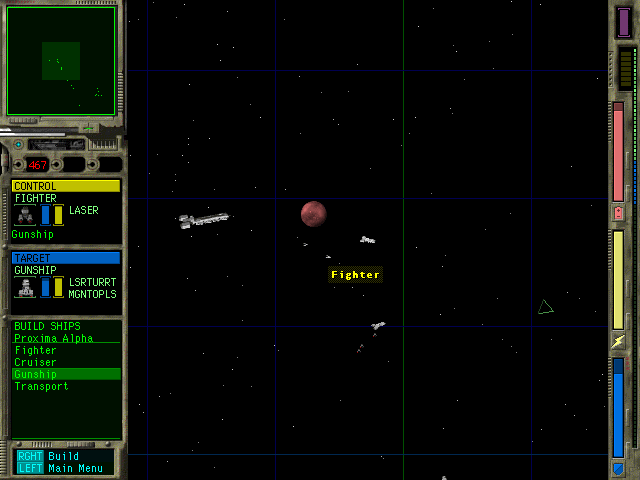 467
CONTROL
FIGHTER
LASER
Gunship
TARGET
GUNSHIP
LSRTURRT
MGNTOPLS
BUILD SHIPS
Proxima Alpha
Fighter
Cruiser
Gunship
Transport
RGHT Build
LEFT Main Menu
Fighter